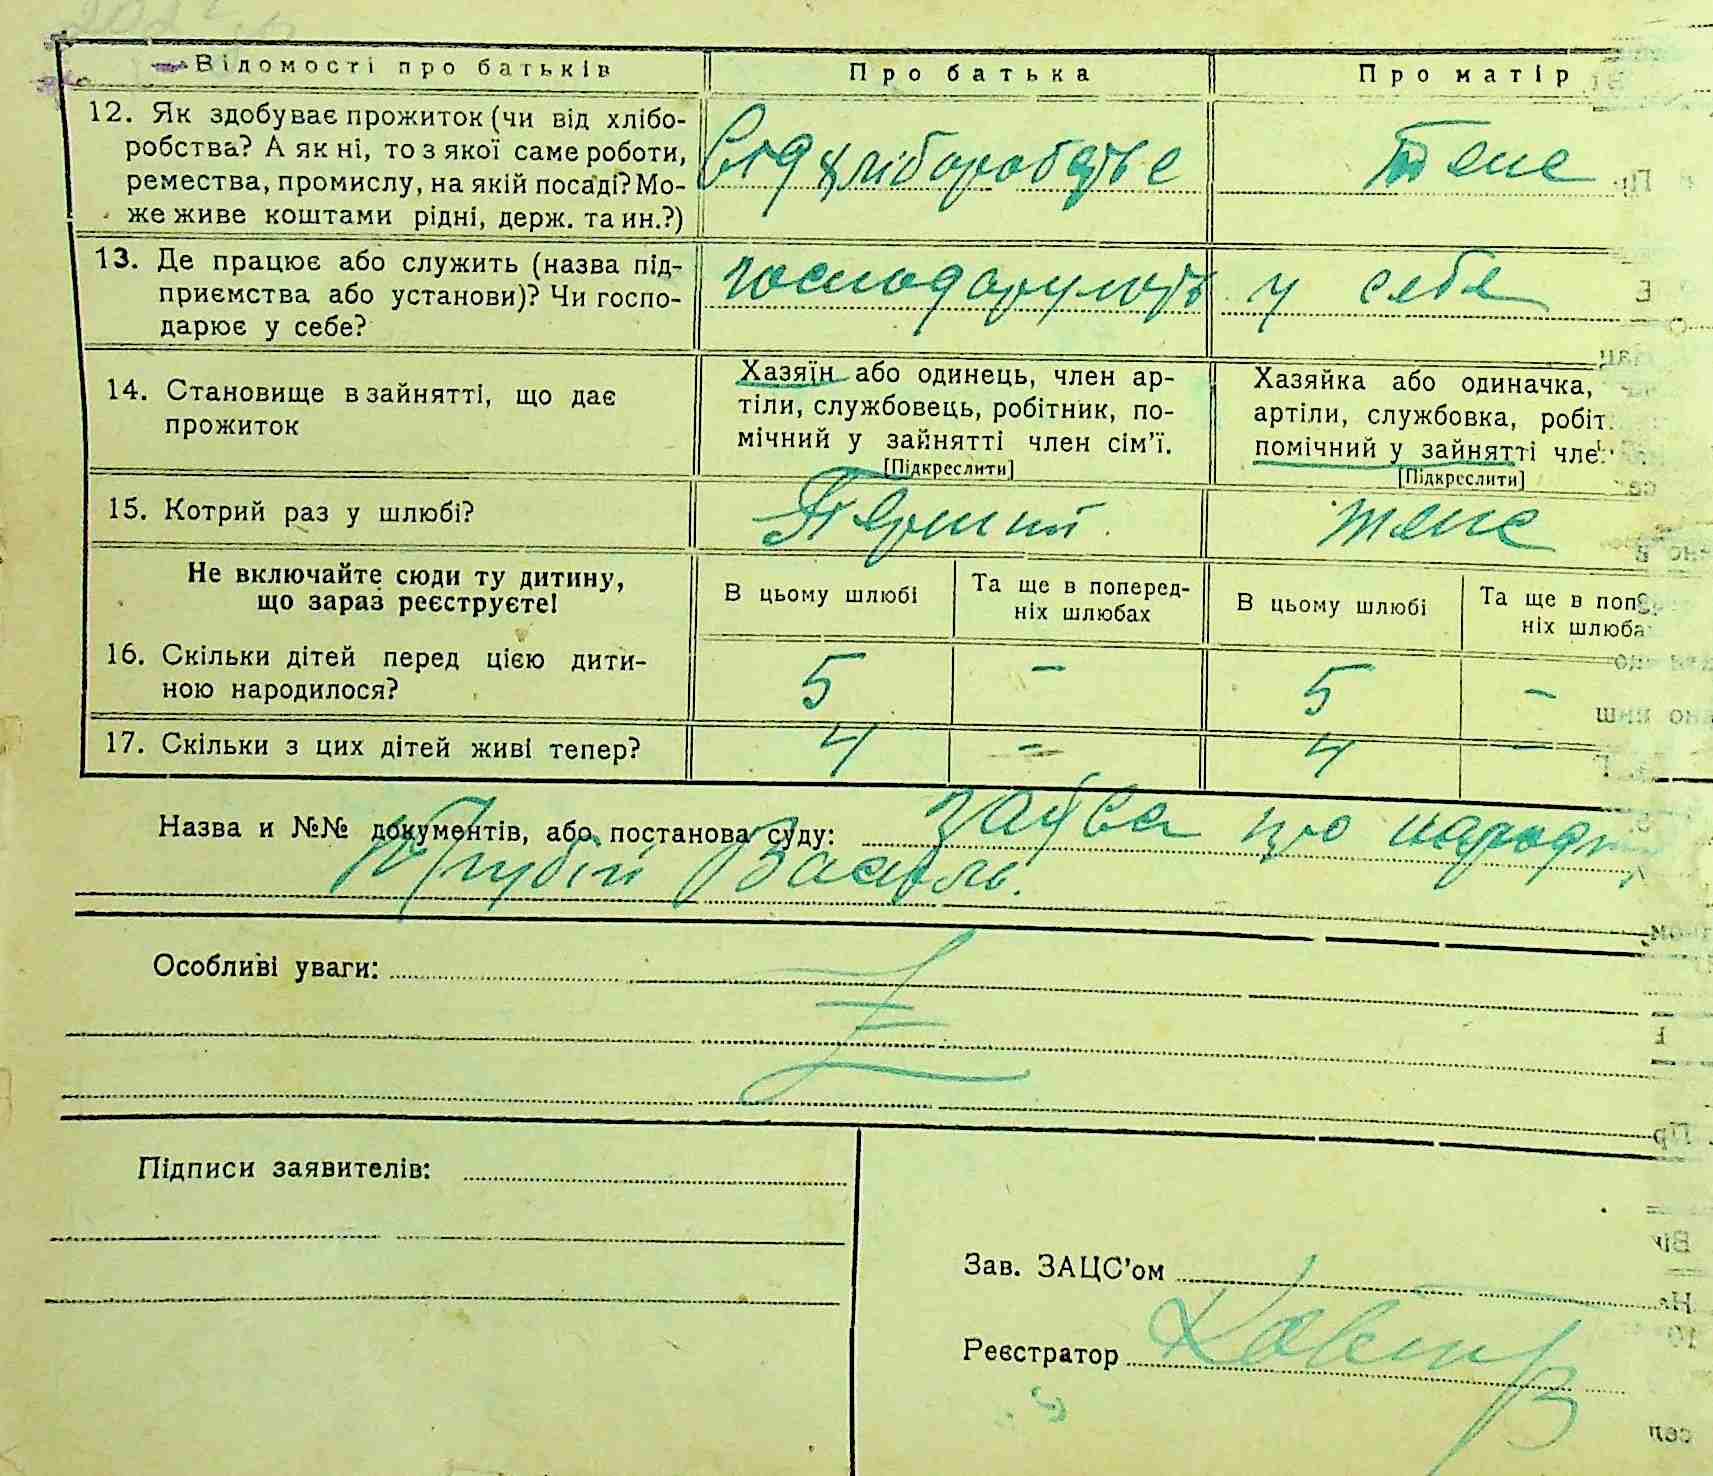 Відомості про батьків
Про батька
Про матір
12. Як здобуває прожиток (чи від хлібо-
робства? А як ні, то з якої саме роботи,
ремества, промислу, на якій посаді? Мо-
же живе коштами рідні, держ. та ин.?)
Від хліборобства
Теж
13. Де працює або служить (назва під-
приємства або установи)? Чи госпо-
дарює у себе?
господарюють у себе
14. Становище в зайнятті, що дає
прожиток
Хазяїн або одинець, член ар-
тіли, службовець, робітник, по-
мічний у зайнятті член сім’ї.
[Підкреслити]
Хазяйка або одиначка,
артіли, службовка, робіт
помічний у зайнятті чле
[Підкреслити]
15. Котрий раз у шлюбі?
Перший
теж
Не включайте сюди ту дитину,
що зараз реєструєте!
В цьому шлюбі
Та ще в поперед-
ніх шлюбах
В цьому шлюбі
Та ще в поп
ніх шлюба
16. Скільки дітей перед цією дити-
ною народилося?
5 – 5 –
17. Скільки з цих дітей живі тепер?
4 – 4 –
Назва и №№ документів, або постанова суду: заява про народж
Василь.
Особливі уваги:
Підписи заявителів:
Зав. ЗАЦС’ом
Реєстратор